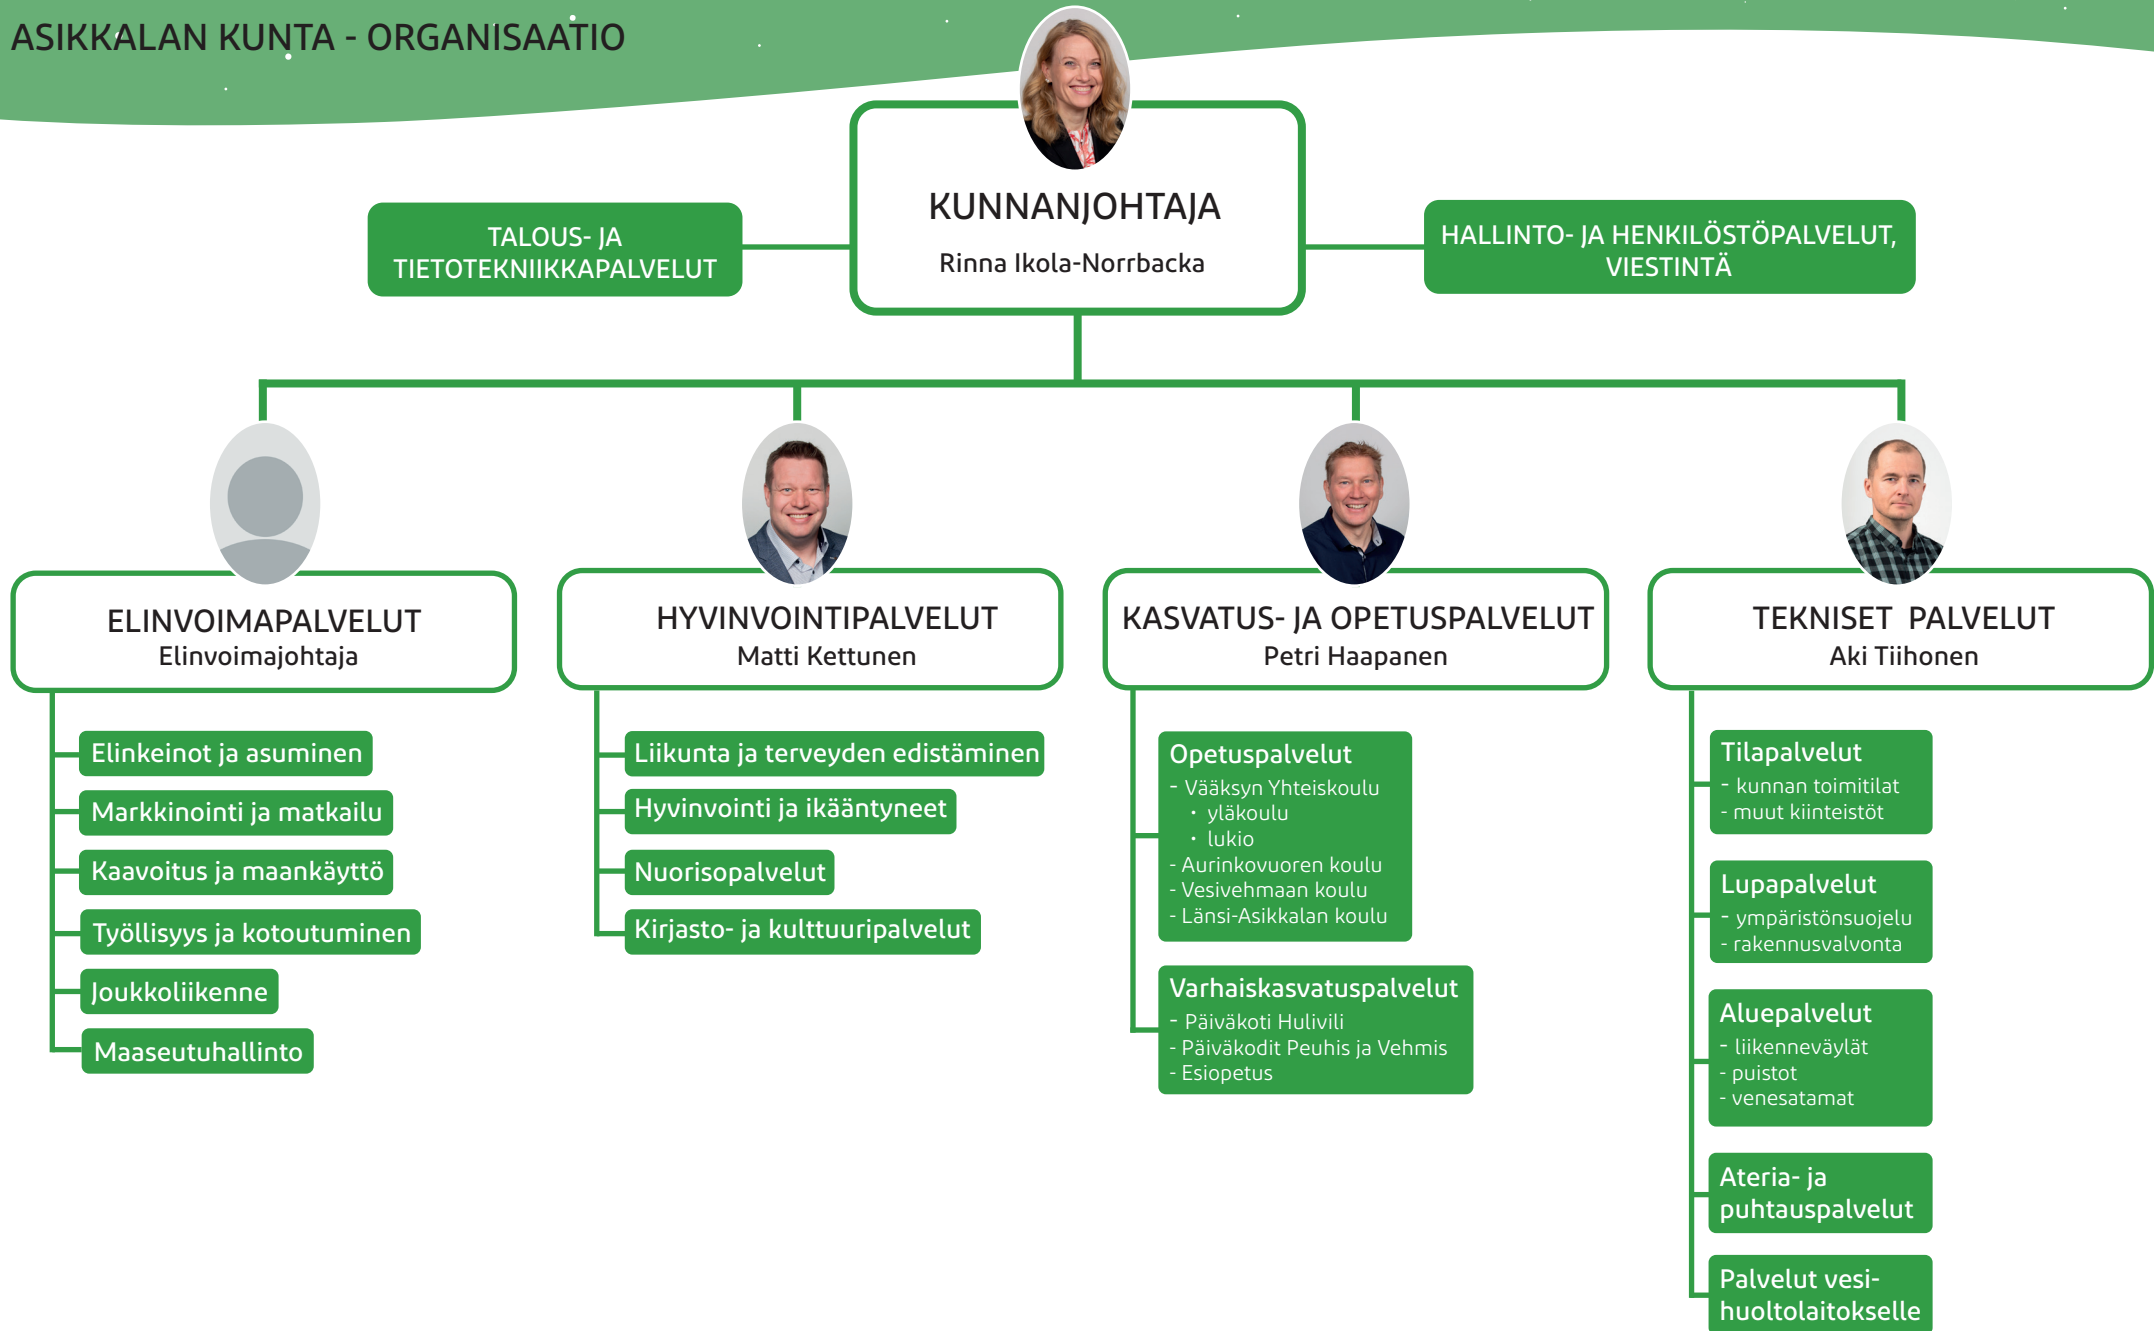 ASIKKALAN KUNTA - ORGANISAATIO
KUNNANJOHTAJA
Rinna Ikola-Norrbacka
TALOUS- JA
TIETOTEKNIIKKAPALVELUT
HALLINTO- JA HENKILÖSTÖPALVELUT,
VIESTINTÄ
ELINVOIMAPALVELUT
Elinvoimajohtaja
Elinkeinot ja asuminen
Markkinointi ja matkailu
Kaavoitus ja maankäyttö
Työllisyys ja kotoutuminen
Joukkoliikenne
Maaseutuhallinto
HYVINVOINTIPALVELUT
Matti Kettunen
Liikunta ja terveyden edistäminen
Hyvinvointi ja ikääntyneet
Nuorisopalvelut
Kirjasto- ja kulttuuripalvelut
KASVATUS- JA OPETUSPALVELUT
Petri Haapanen
Opetuspalvelut
- Vääksyn Yhteiskoulu
• yläkoulu
• lukio
- Aurinkovuoren koulu
- Vesivehmaan koulu
- Länsi-Asikkalan koulu
Varhaiskasvatuspalvelut
- Päiväkoti Hulivili
- Päiväkodit Peuhis ja Vehmis
- Esiopetus
TEKNISET PALVELUT
Aki Tiihonen
Tilapalvelut
- kunnan toimitilat
- muut kiinteistöt
Lupapalvelut
- ympäristönsuojelu
- rakennusvalvonta
Aluepalvelut
- liikenneväylät
- puistot
- venesatamat
Ateria- ja
puhtauspalvelut
Palvelut vesi-
huoltolaitokselle